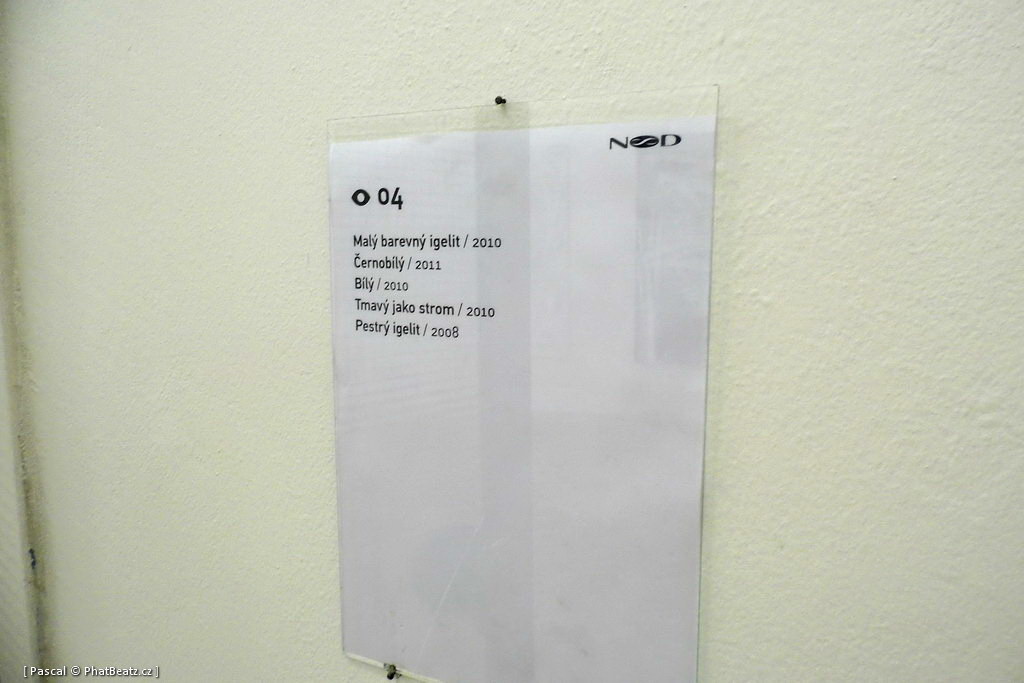 NOD
04
Malý barevný igelit / 2010
Černobílý / 2011
Bílý / 2010
Tmavý jako strom / 2010
Pestrý igelit / 2008
[ Pascal © PhatBeatz.cz ]